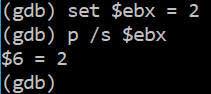 (gdb) set $ebx = 2
(gdb) p /s $ebx
$6 = 2
(gdb)